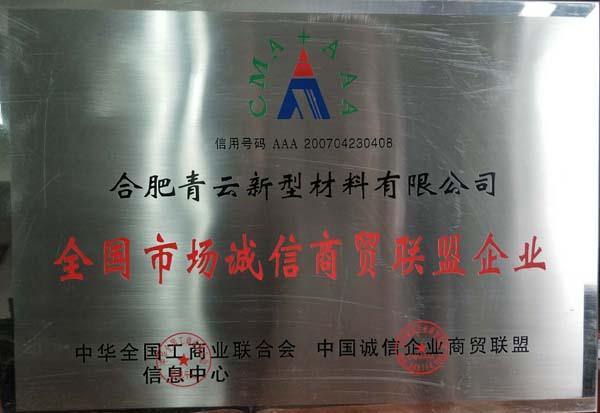 CMA+AAA
信用号码 AAA 200704230408
合肥青云新型材料有限公司
全国市场诚信商贸联盟企业
中华全国工商业联合会 中国诚信企业商贸联盟
信息中心